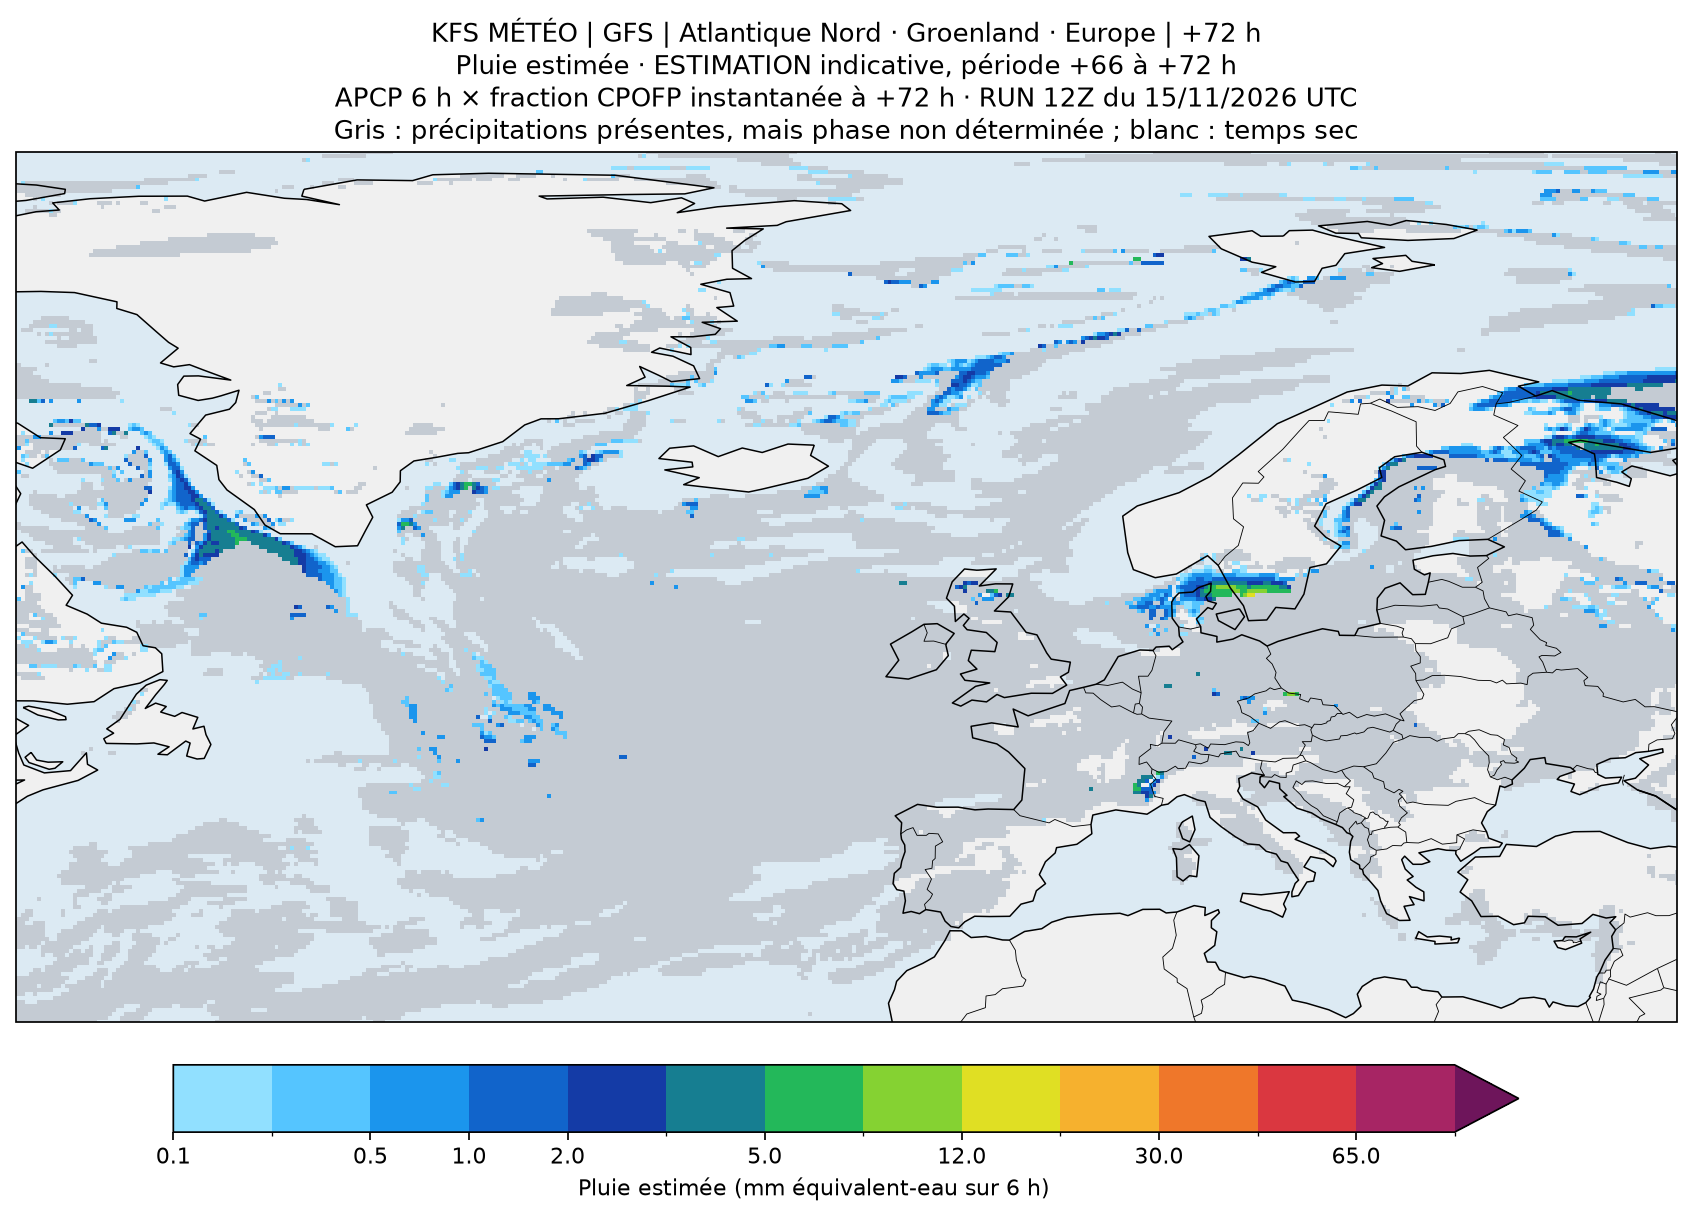 KFS MÉTÉO | GFS | Atlantique Nord · Groenland · Europe | +72 h
Pluie estimée · ESTIMATION indicative, période +66 à +72 h
APCP 6 h × fraction CPOFP instantanée à +72 h · RUN 12Z du 15/11/2026 UTC
Gris : précipitations présentes, mais phase non déterminée ; blanc : temps sec
0.1 0.5 1.0 2.0 5.0 12.0 30.0 65.0
Pluie estimée (mm équivalent-eau sur 6 h)